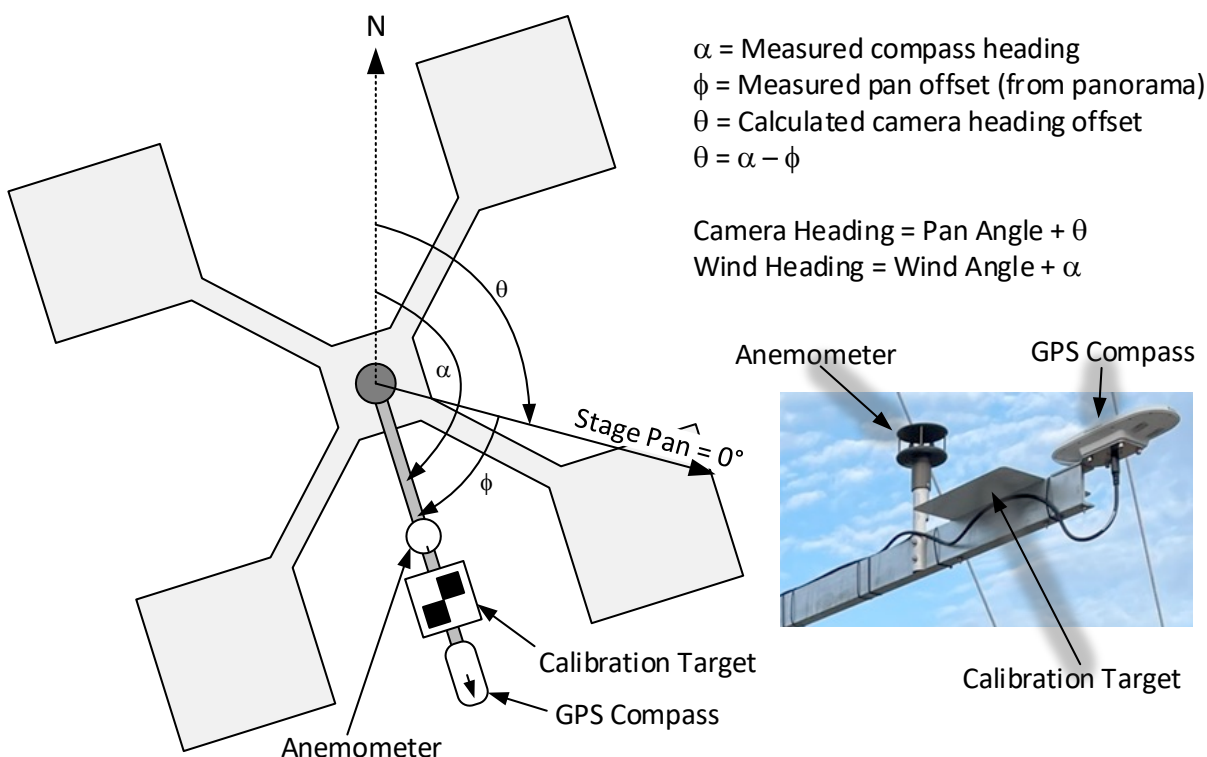 N
α = Measured compass heading
ϕ = Measured pan offset (from panorama)
θ = Calculated camera heading offset
θ = α – ϕ
Camera Heading = Pan Angle + θ
Wind Heading = Wind Angle + α
θ
α
Stage Pan ≙ 0°
ϕ
Anemometer
GPS Compass
Calibration Target
Calibration Target
GPS Compass
Anemometer